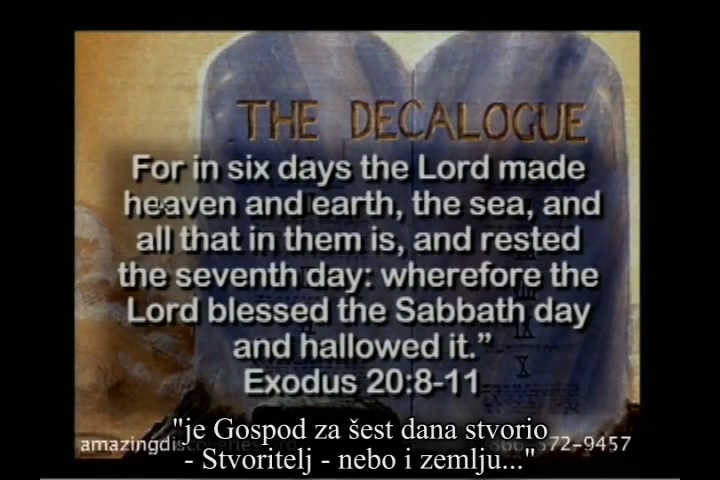 THE DECALOGUE
For in six days the Lord made
heaven and earth, the sea, and
all that in them is, and rested
the seventh day: wherefore the
Lord blessed the Sabbath day
and hallowed it.”
Exodus 20:8-11
"je Gospod za šest dana stvorio
- Stvoritelj - nebo i zemlju..."